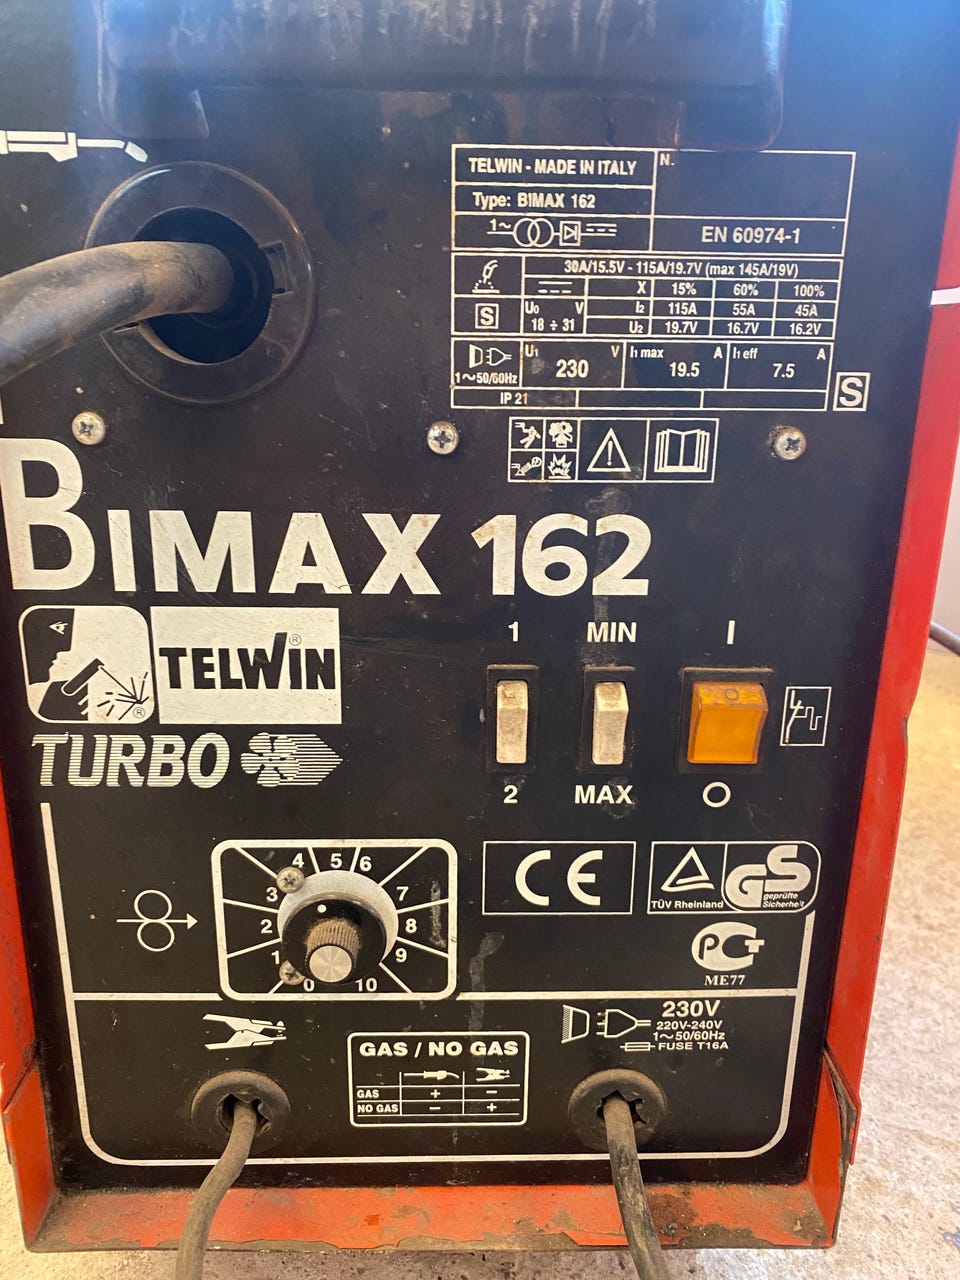 TELWIN - MADE IN ITALY N.
Type: BIMAX 162
1~
EN 60974-1
30A/15.5V - 115A/19.7V (max 145A/19V)
X 15% 60% 100%
S U0 V I2 115A 55A 45A
18 ÷ 31 U2 19.7V 16.7V 16.2V
U1 V I1 max A I1 eff A
230 19.5 7.5
1~50/60Hz
S
IP 21
BIMAX 162
1 MIN I
®
TELWIN
®
TURBO
2 MAX O
4 5 6
3 7
2 8
1 9
0 10
CE
TÜV Rheinland
GS
geprüfte
Sicherheit
PCT
ME77
230V
220V-240V
1~50/60Hz
FUSE T16A
GAS / NO GAS
GAS + −
NO GAS − +